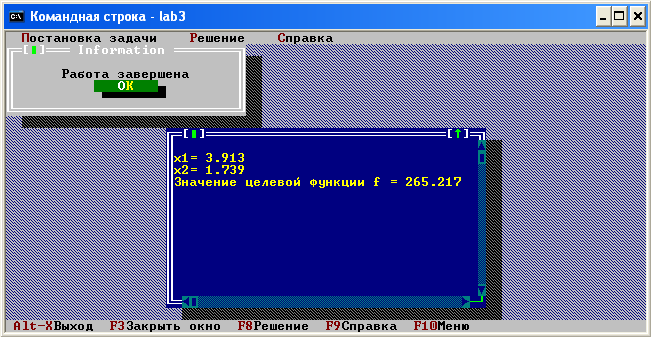 Командная строка - lab3
Постановка задачи Решение Справка
Information
Работа завершена
OK
x1= 3.913
x2= 1.739
Значение целевой функции f = 265.217
Alt-X Выход F3 Закрыть окно F8 Решение F9 Справка F10 Меню